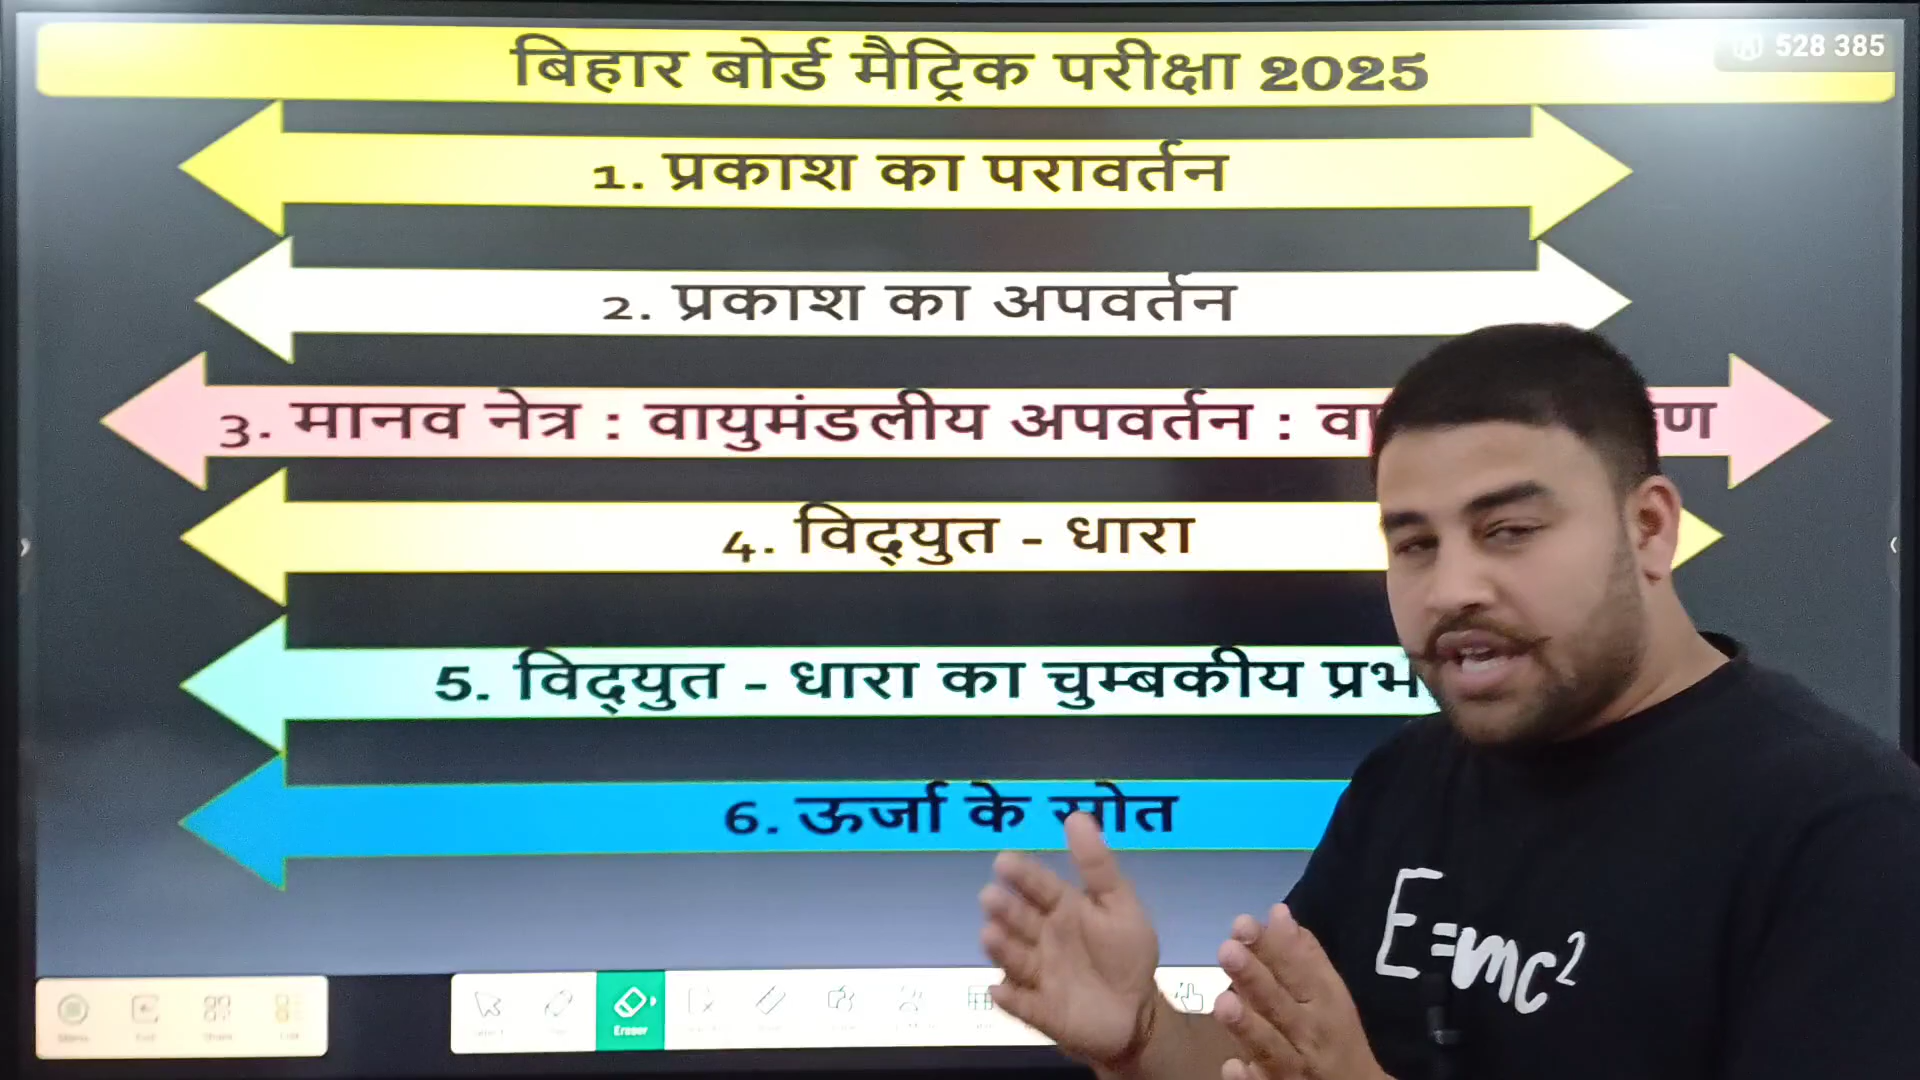 बिहार बोर्ड मैट्रिक परीक्षा 2025
528 385
1. प्रकाश का परावर्तन
2. प्रकाश का अपवर्तन
3. मानव नेत्र : वायुमंडलीय अपवर्तन :
4. विद्युत - धारा
5. विद्युत - धारा का चुम्बकीय
6. ऊर्जा के स्रोत
E=mc²
Eraser